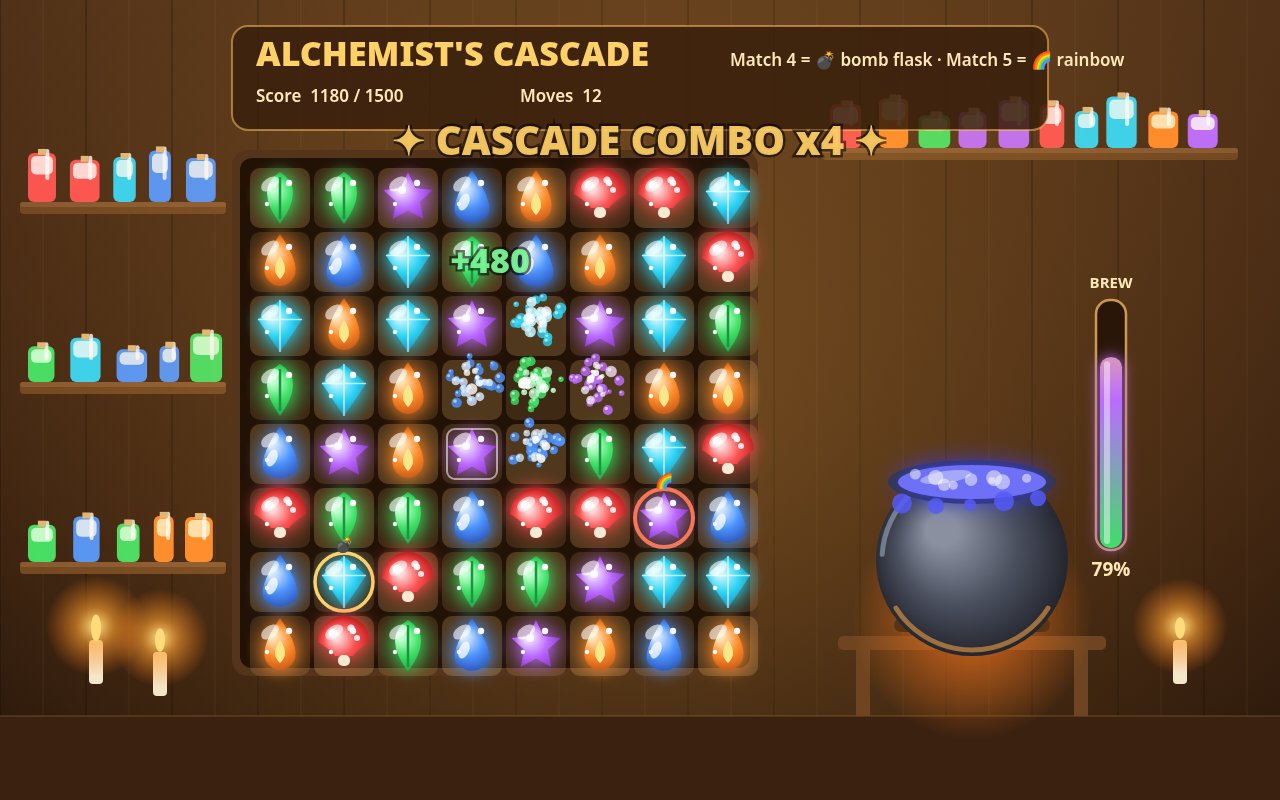 ALCHEMIST'S CASCADE
Match 4 = 💣 bomb flask · Match 5 = 🌈 rainbow
Score 1180 / 1500
Moves 12
✦ CASCADE COMBO x4 ✦
+480
BREW
79%